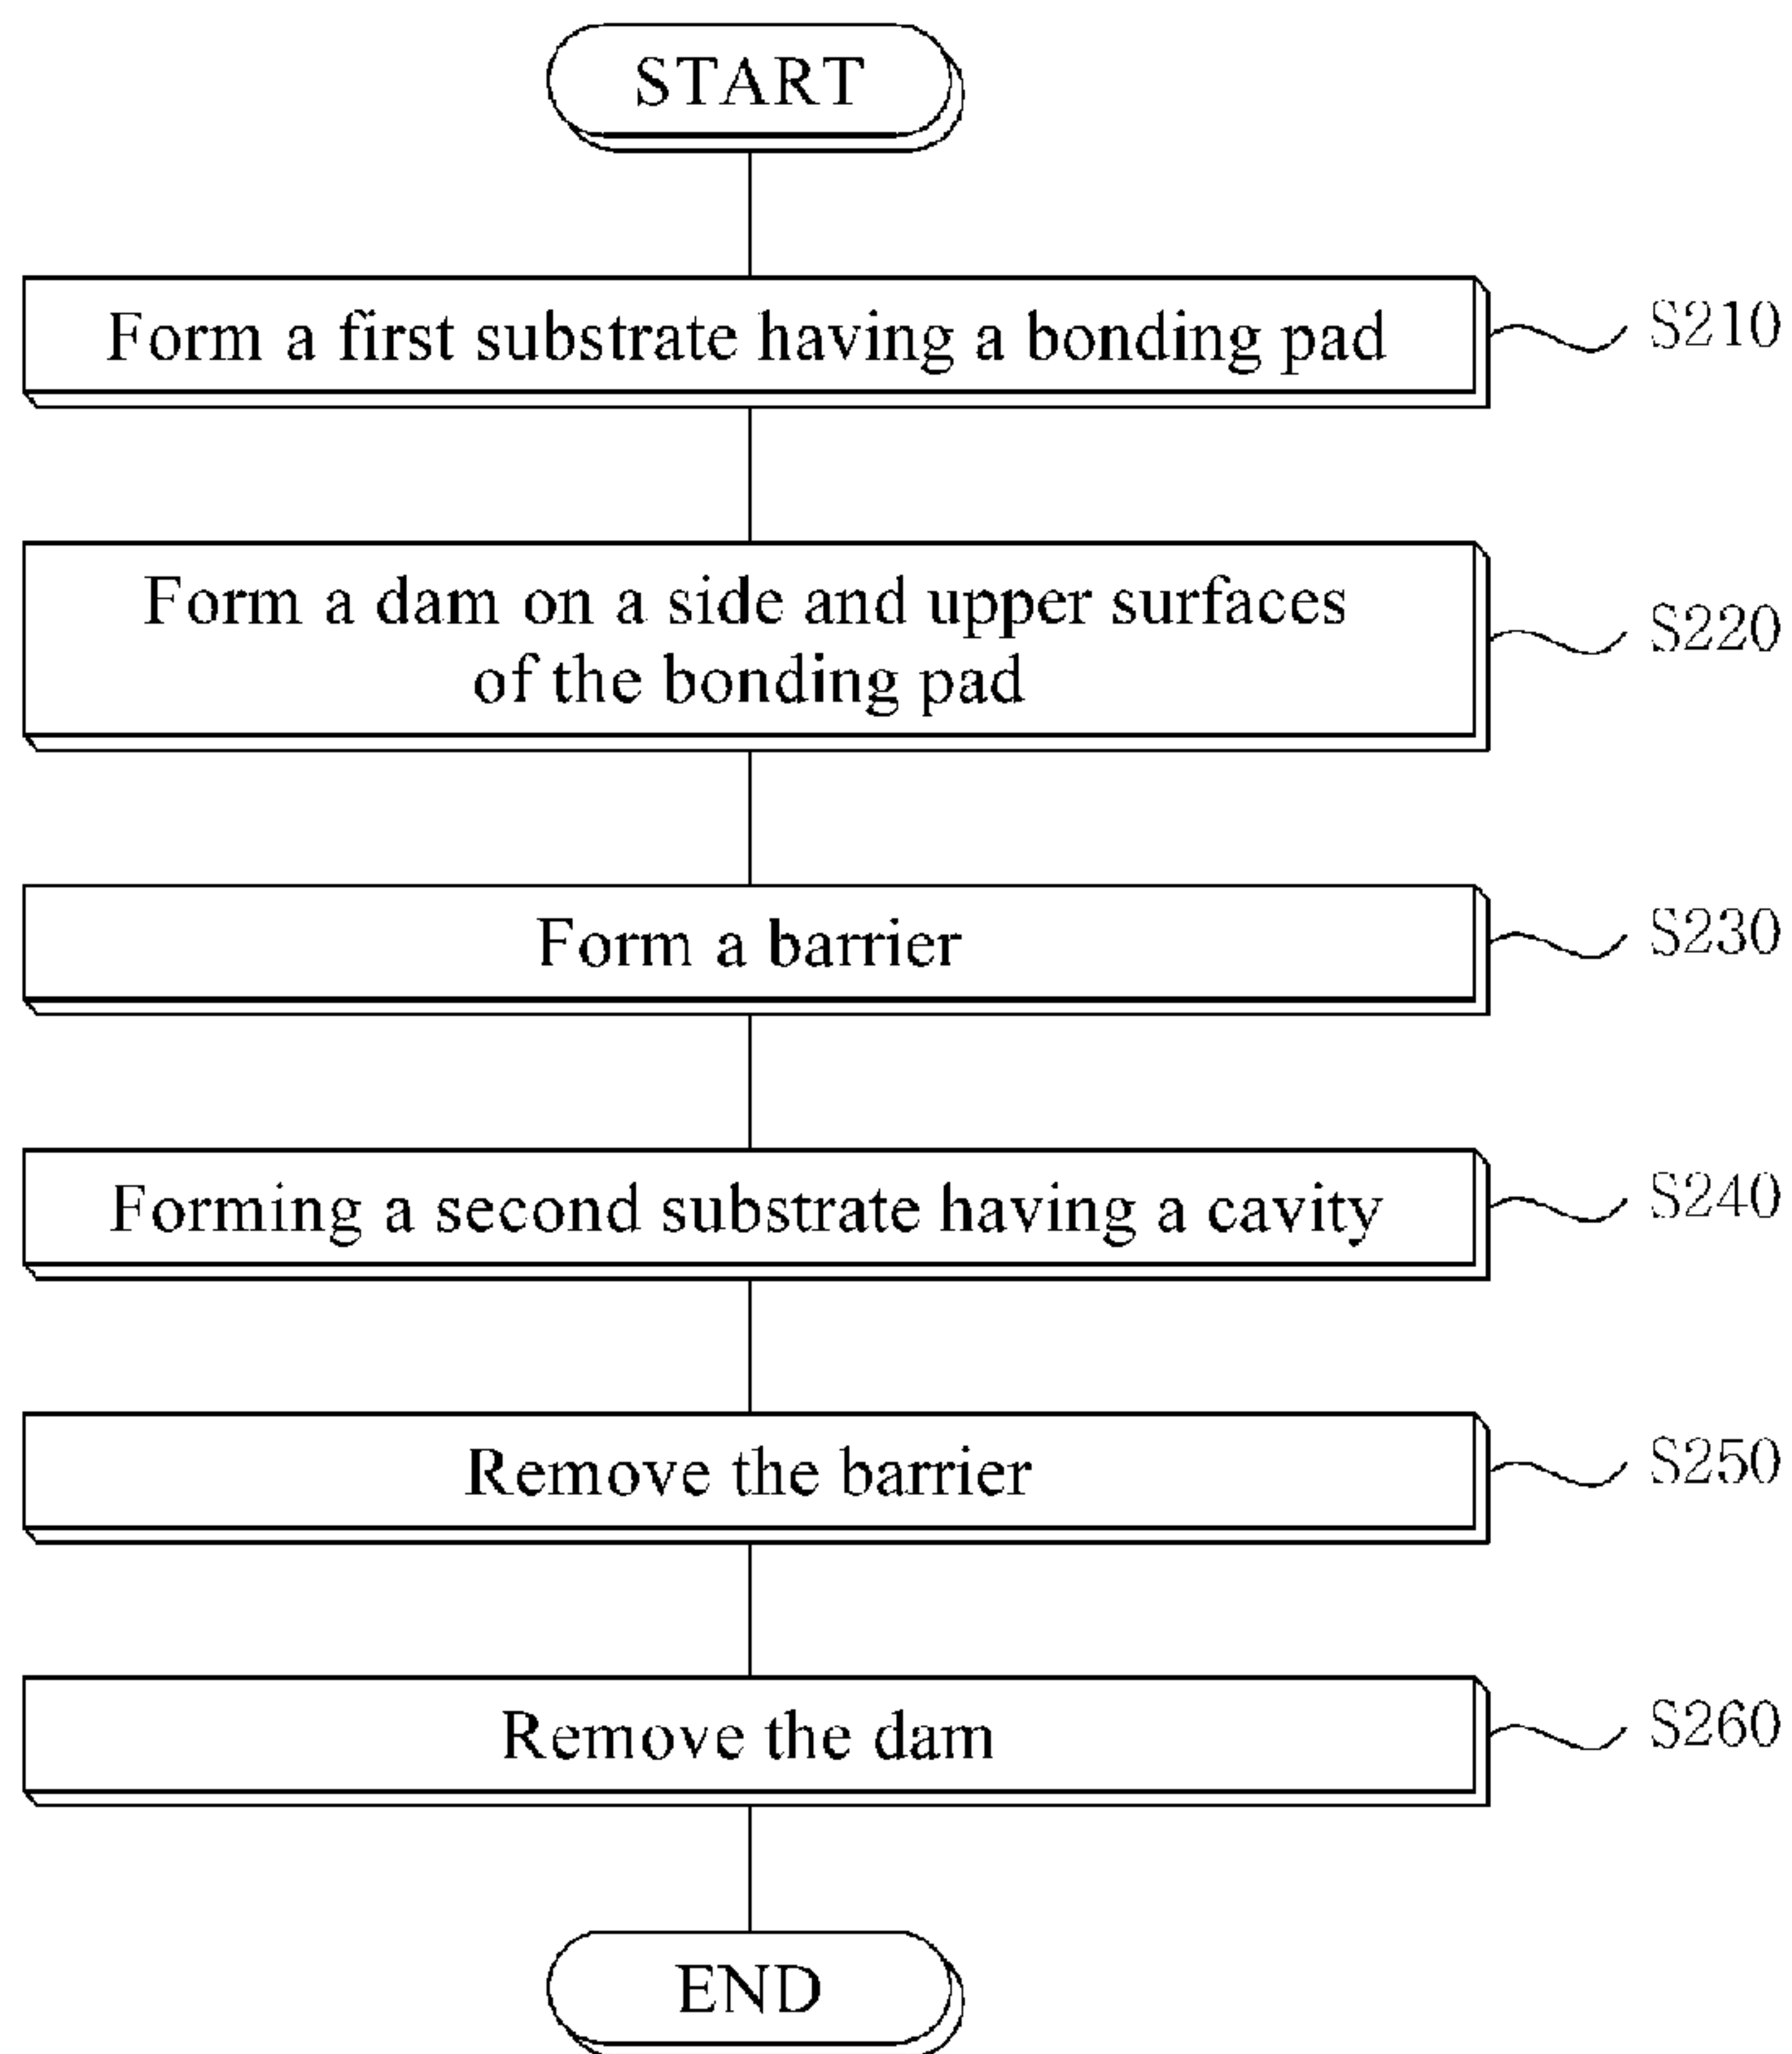 START
Form a first substrate having a bonding pad
S210
Form a dam on a side and upper surfaces
of the bonding pad
S220
Form a barrier
S230
Forming a second substrate having a cavity
S240
Remove the barrier
S250
Remove the dam
S260
END